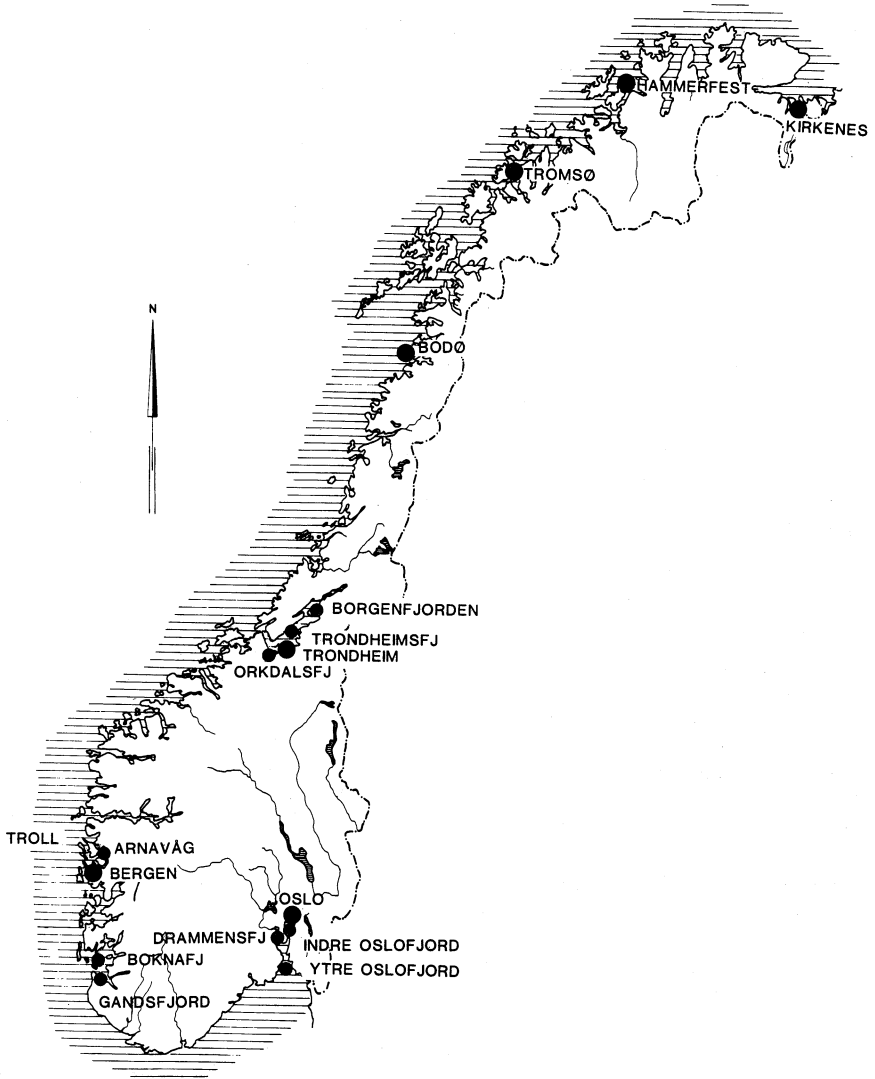 HAMMERFEST
KIRKENES
TROMSØ
N
BODØ
BORGENFJORDEN
TRONDHEIMSFJ
TRONDHEIM
ORKDALSFJ
TROLL
ARNAVÅG
BERGEN
OSLO
DRAMMENSFJ
INDRE OSLOFJORD
BOKNAFJ
YTRE OSLOFJORD
GANDSFJORD